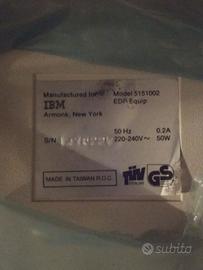 Manufactured for
Model 5151002
IBM
EDP Equip
Armonk, New York
50 Hz
0.2A
S/N
220-240V~
50W
MADE IN TAIWAN R.O.C.
TÜV
GS
subito